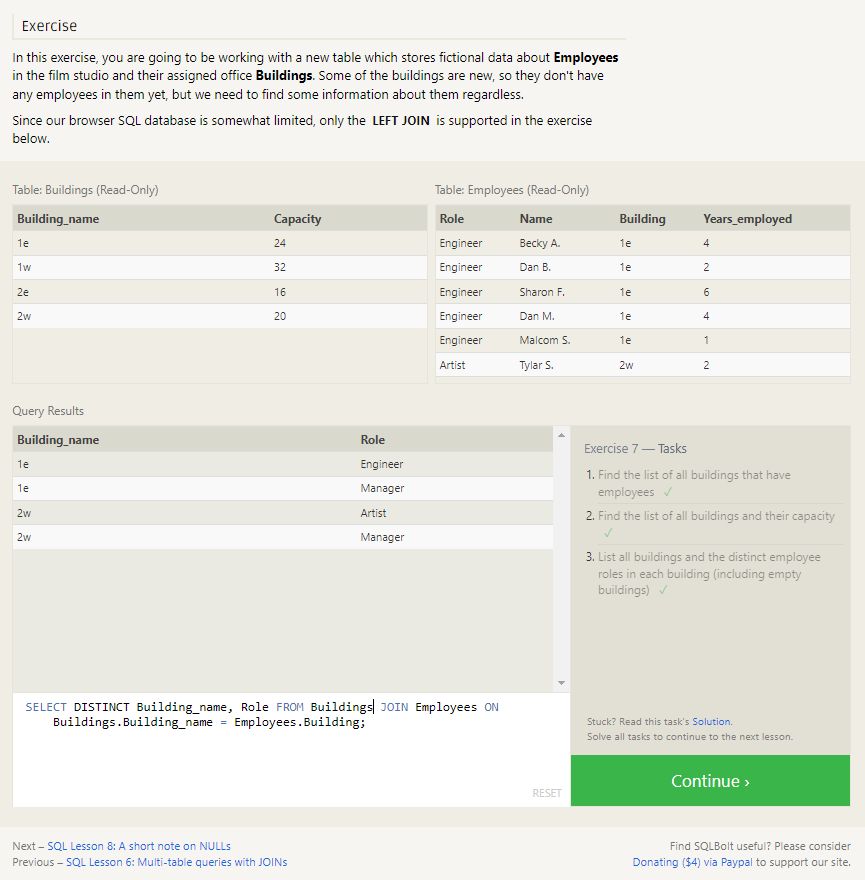 Exercise
In this exercise, you are going to be working with a new table which stores fictional data about Employees
in the film studio and their assigned office Buildings. Some of the buildings are new, so they don't have
any employees in them yet, but we need to find some information about them regardless.
Since our browser SQL database is somewhat limited, only the LEFT JOIN is supported in the exercise
below.
Table: Buildings (Read-Only)
Building_name Capacity
1e 24
1w 32
2e 16
2w 20
Table: Employees (Read-Only)
Role Name Building Years_employed
Engineer Becky A. 1e 4
Engineer Dan B. 1e 2
Engineer Sharon F. 1e 6
Engineer Dan M. 1e 4
Engineer Malcom S. 1e 1
Artist Tylar S. 2w 2
Query Results
Building_name Role
1e Engineer
1e Manager
2w Artist
2w Manager
SELECT DISTINCT Building_name, Role FROM Buildings JOIN Employees ON
Buildings.Building_name = Employees.Building;
RESET
Exercise 7 — Tasks
1. Find the list of all buildings that have
employees ✓
2. Find the list of all buildings and their capacity
✓
3. List all buildings and the distinct employee
roles in each building (including empty
buildings) ✓
Stuck? Read this task's Solution.
Solve all tasks to continue to the next lesson.
Continue ›
Next – SQL Lesson 8: A short note on NULLs
Previous – SQL Lesson 6: Multi-table queries with JOINs
Find SQLBolt useful? Please consider
Donating ($4) via Paypal to support our site.